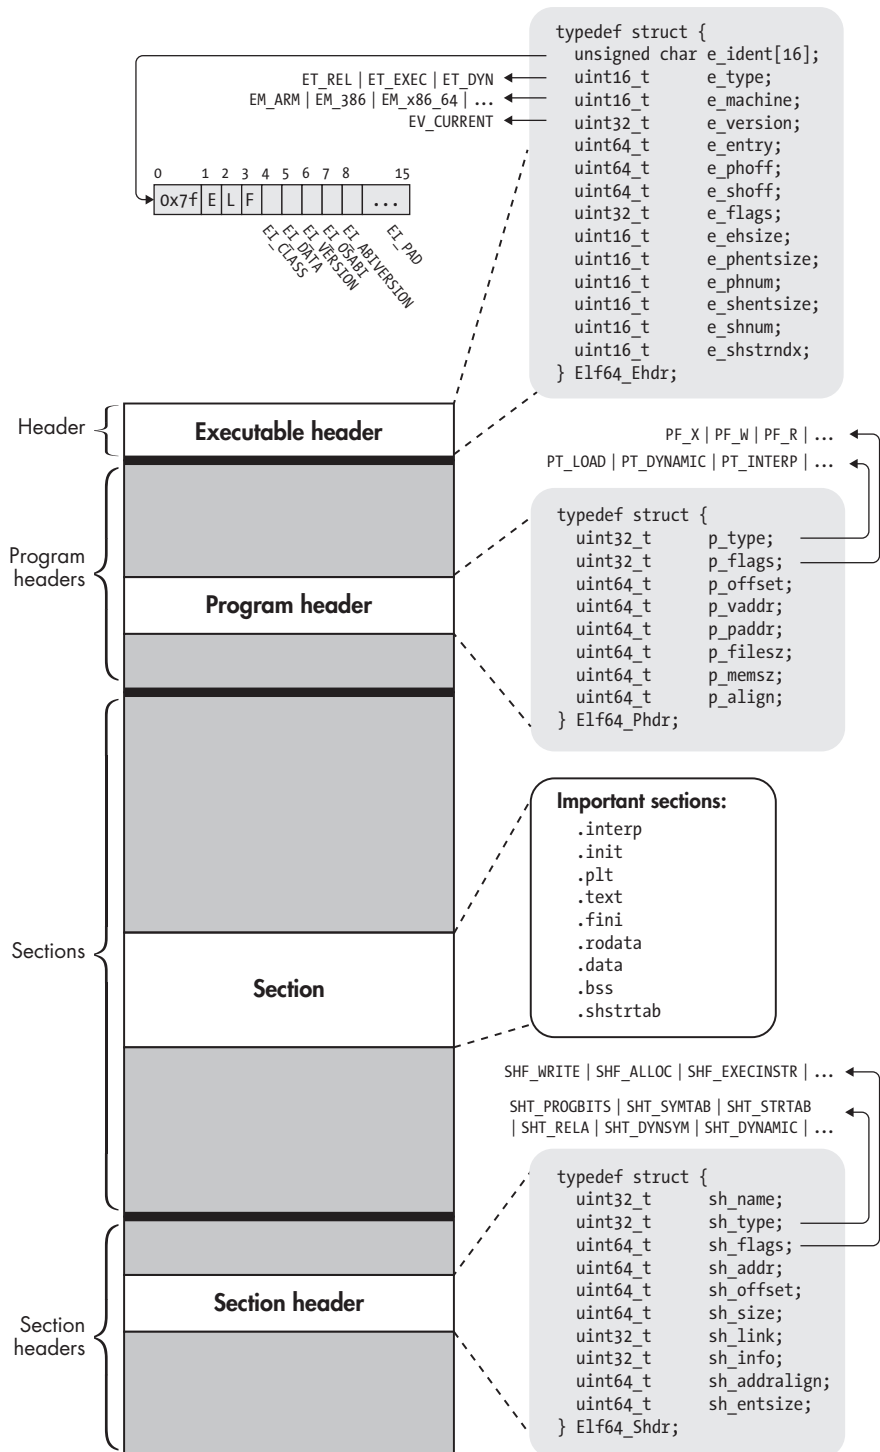 typedef struct {
unsigned char e_ident[16];
uint16_t e_type;
uint16_t e_machine;
uint32_t e_version;
uint64_t e_entry;
uint64_t e_phoff;
uint64_t e_shoff;
uint32_t e_flags;
uint16_t e_ehsize;
uint16_t e_phentsize;
uint16_t e_phnum;
uint16_t e_shentsize;
uint16_t e_shnum;
uint16_t e_shstrndx;
} Elf64_Ehdr;
ET_REL | ET_EXEC | ET_DYN
EM_ARM | EM_386 | EM_x86_64 | ...
EV_CURRENT
0 1 2 3 4 5 6 7 8 15
0x7f E L F ...
EI_CLASS
EI_DATA
EI_VERSION
EI_OSABI
EI_ABIVERSION
EI_PAD
Header
Executable header
PF_X | PF_W | PF_R | ...
PT_LOAD | PT_DYNAMIC | PT_INTERP | ...
Program
headers
Program header
typedef struct {
uint32_t p_type;
uint32_t p_flags;
uint64_t p_offset;
uint64_t p_vaddr;
uint64_t p_paddr;
uint64_t p_filesz;
uint64_t p_memsz;
uint64_t p_align;
} Elf64_Phdr;
Sections
Section
Important sections:
.interp
.init
.plt
.text
.fini
.rodata
.data
.bss
.shstrtab
SHF_WRITE | SHF_ALLOC | SHF_EXECINSTR | ...
SHT_PROGBITS | SHT_SYMTAB | SHT_STRTAB
| SHT_RELA | SHT_DYNSYM | SHT_DYNAMIC | ...
Section
headers
Section header
typedef struct {
uint32_t sh_name;
uint32_t sh_type;
uint64_t sh_flags;
uint64_t sh_addr;
uint64_t sh_offset;
uint64_t sh_size;
uint32_t sh_link;
uint32_t sh_info;
uint64_t sh_addralign;
uint64_t sh_entsize;
} Elf64_Shdr;